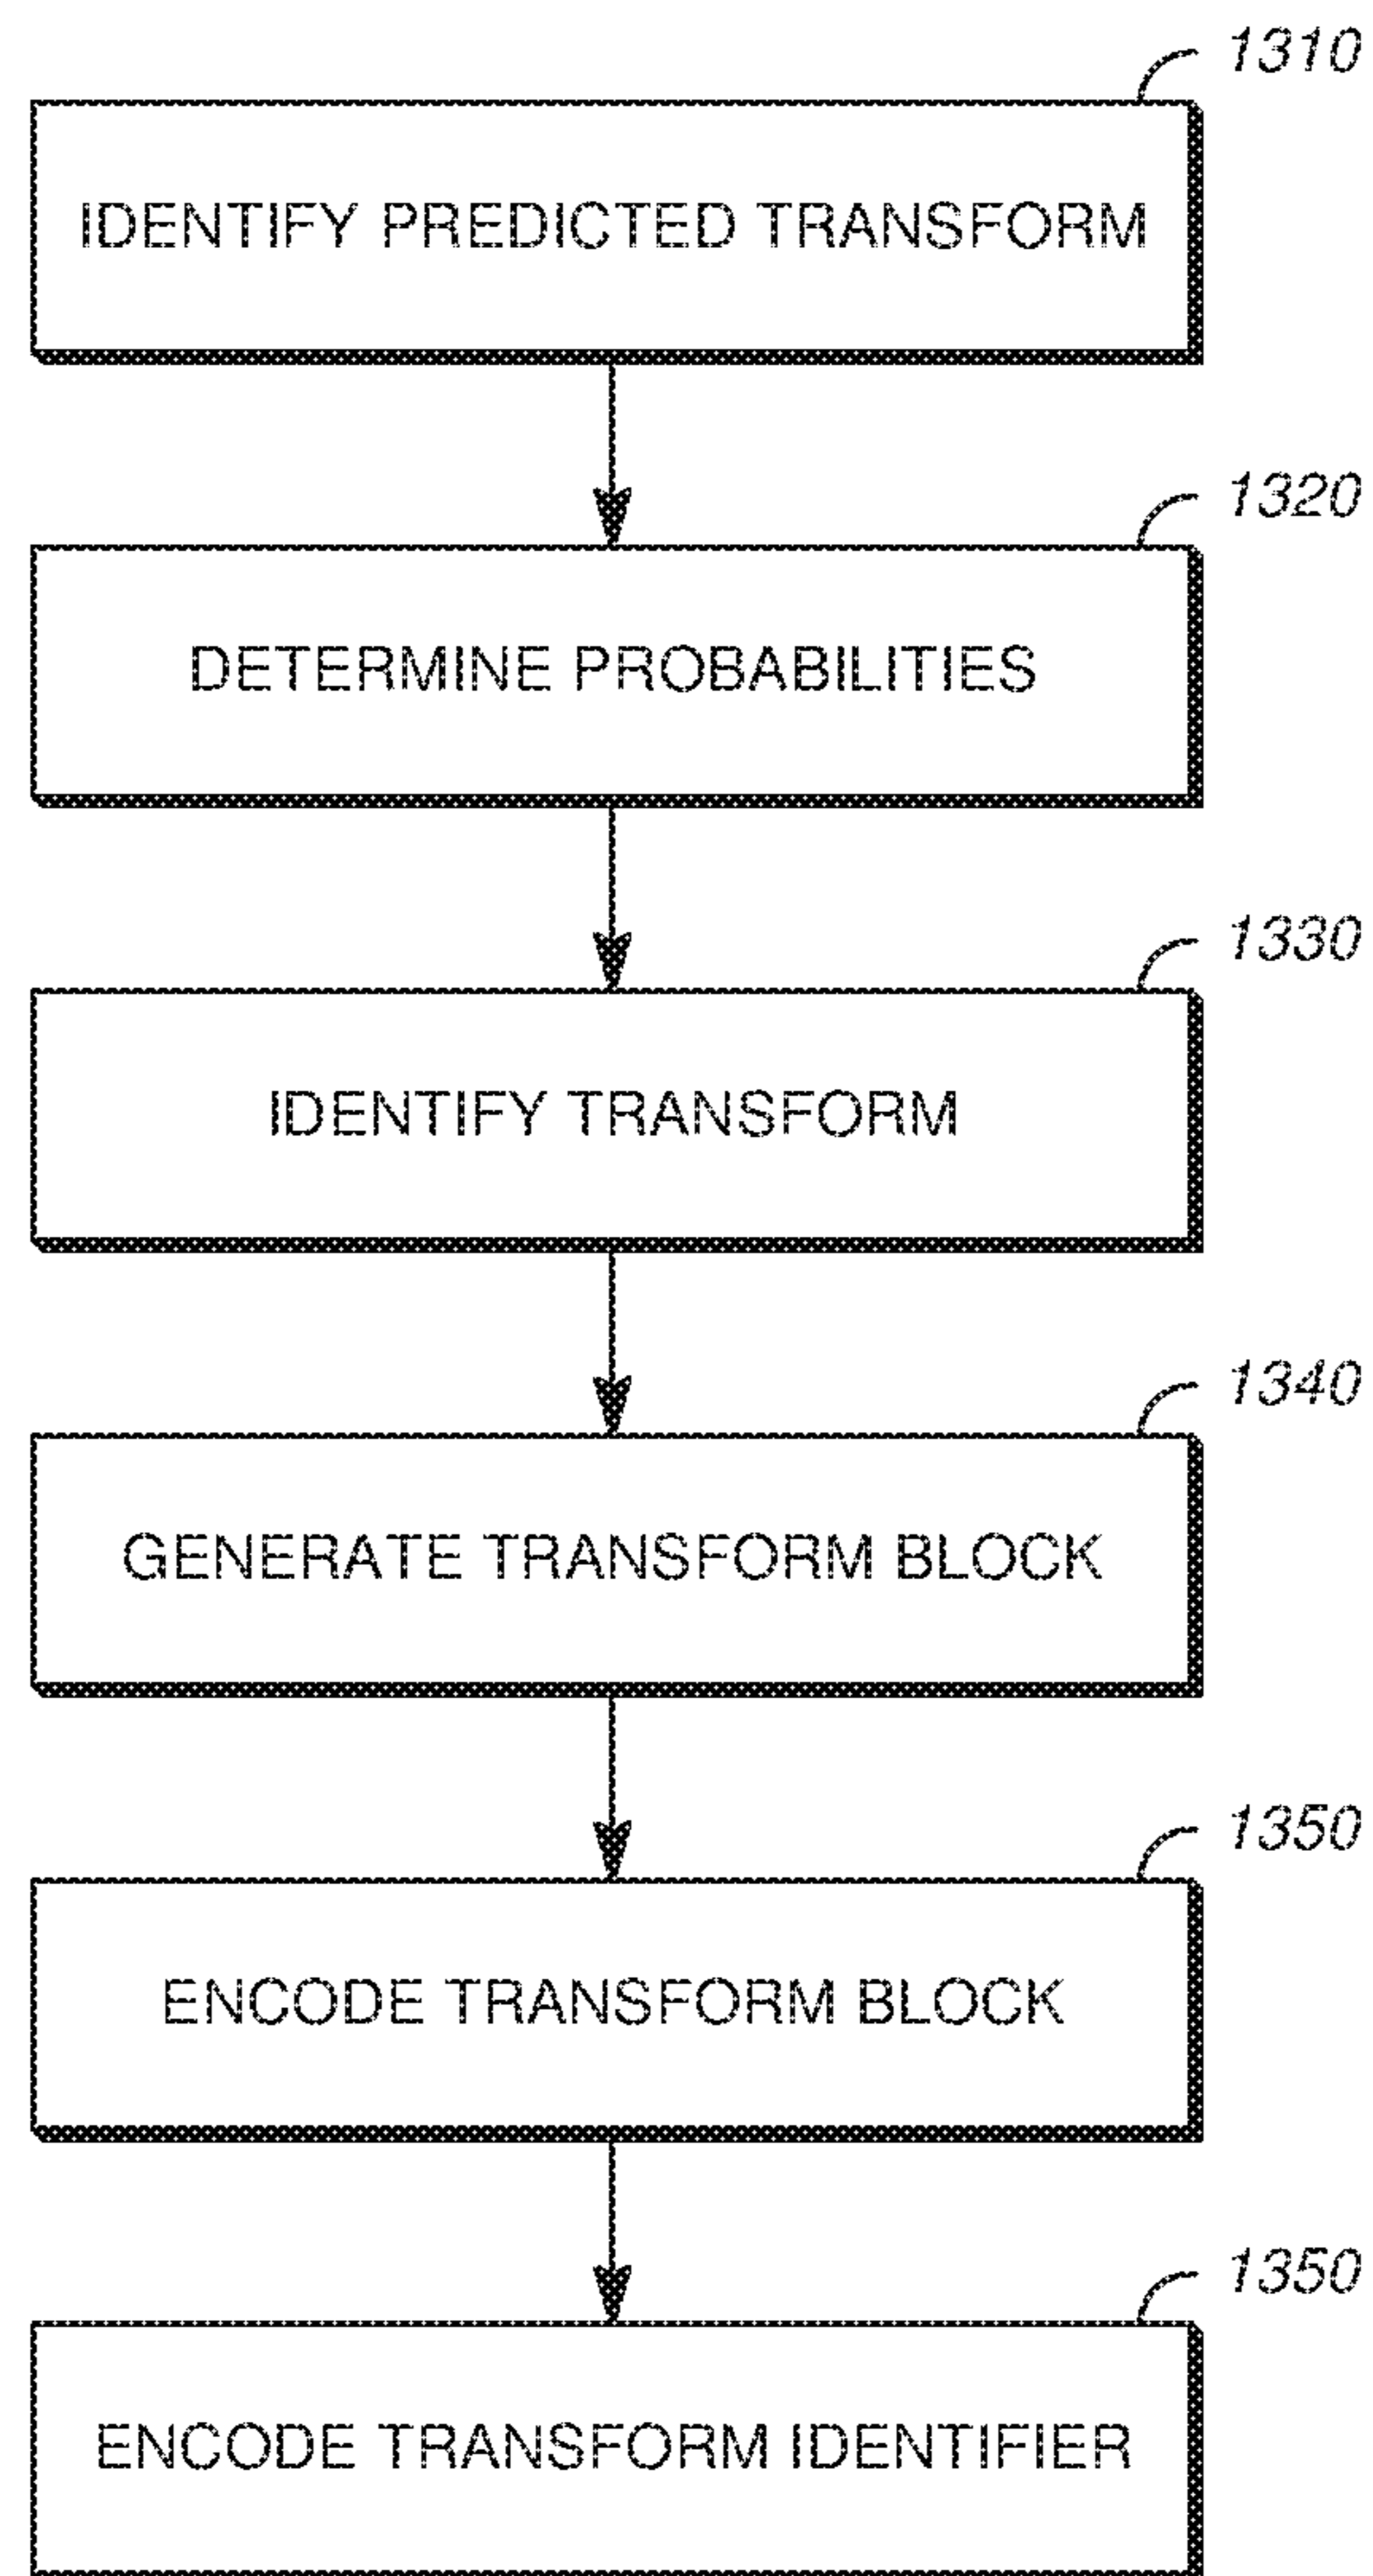 1310
IDENTIFY PREDICTED TRANSFORM
1320
DETERMINE PROBABILITIES
1330
IDENTIFY TRANSFORM
1340
GENERATE TRANSFORM BLOCK
1350
ENCODE TRANSFORM BLOCK
1350
ENCODE TRANSFORM IDENTIFIER